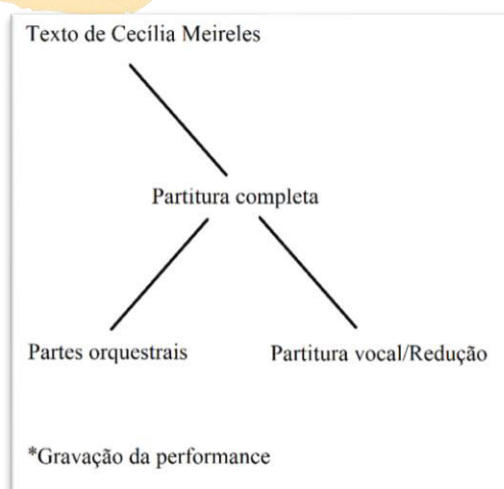 Texto de Cecília Meireles
Partitura completa
Partes orquestrais
Partitura vocal/Redução
*Gravação da performance